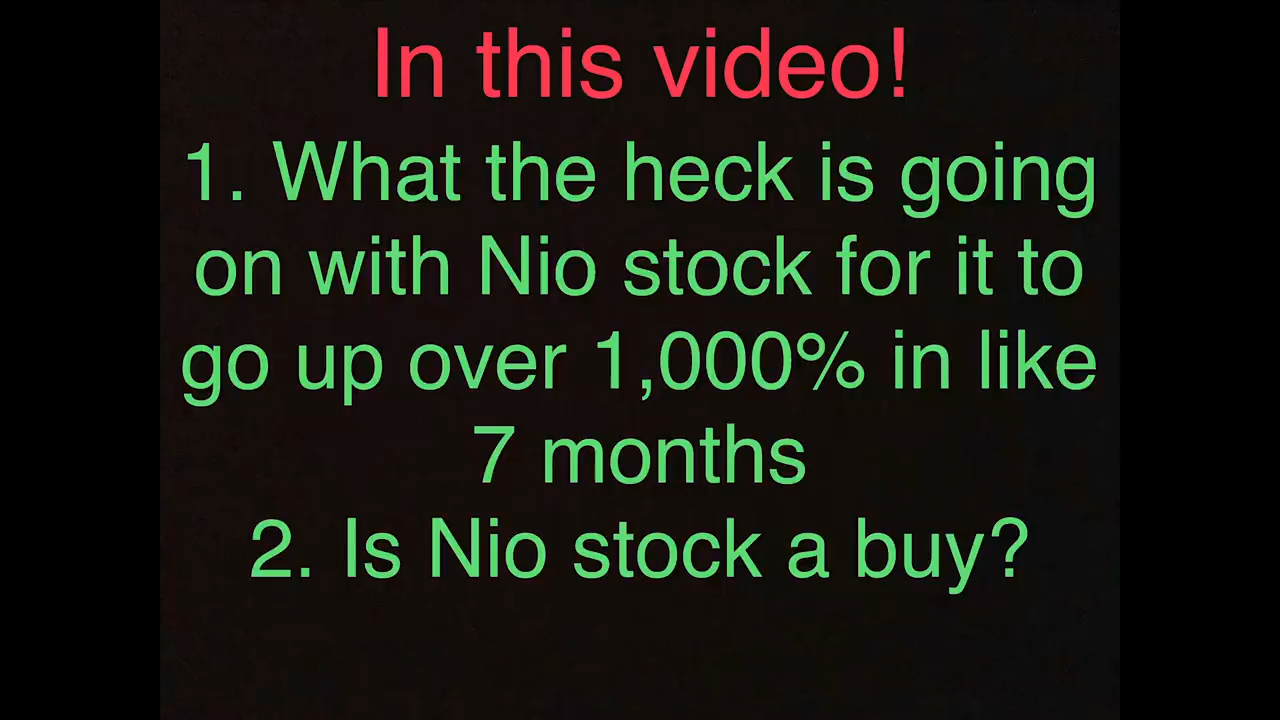 In this video!
1. What the heck is going
on with Nio stock for it to
go up over 1,000% in like
7 months
2. Is Nio stock a buy?